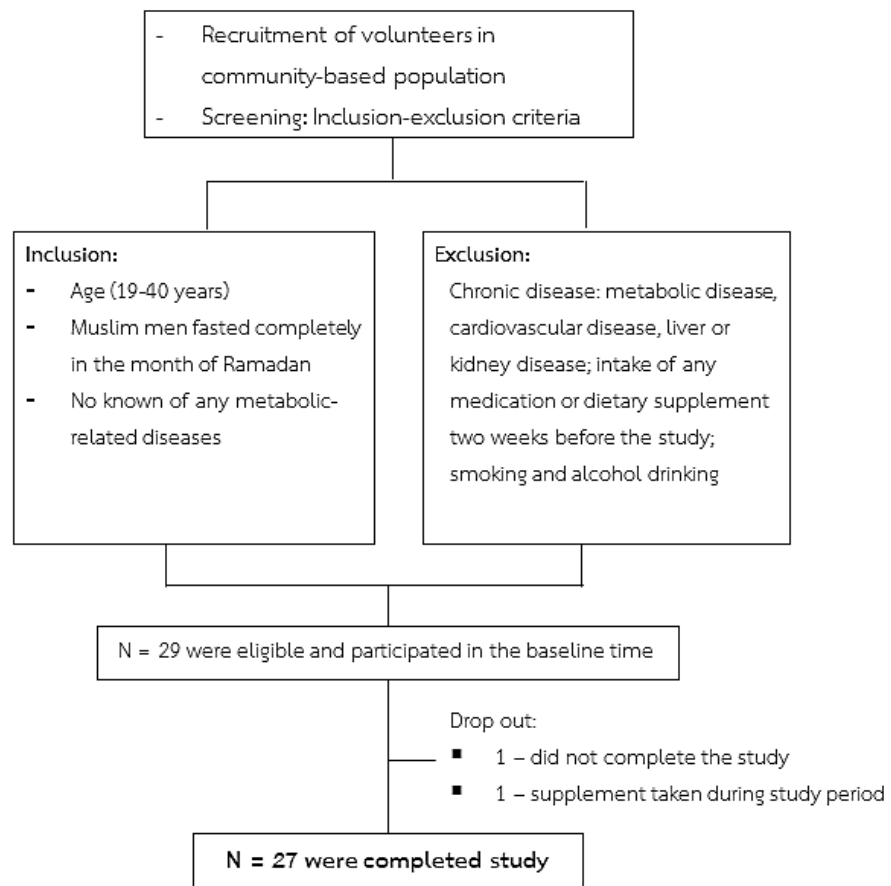 - Recruitment of volunteers in
community-based population
- Screening: Inclusion-exclusion criteria
Inclusion:
- Age (19-40 years)
- Muslim men fasted completely
in the month of Ramadan
- No known of any metabolic-
related diseases
Exclusion:
Chronic disease: metabolic disease,
cardiovascular disease, liver or
kidney disease; intake of any
medication or dietary supplement
two weeks before the study;
smoking and alcohol drinking
N = 29 were eligible and participated in the baseline time
Drop out:
▪ 1 – did not complete the study
▪ 1 – supplement taken during study period
N = 27 were completed study